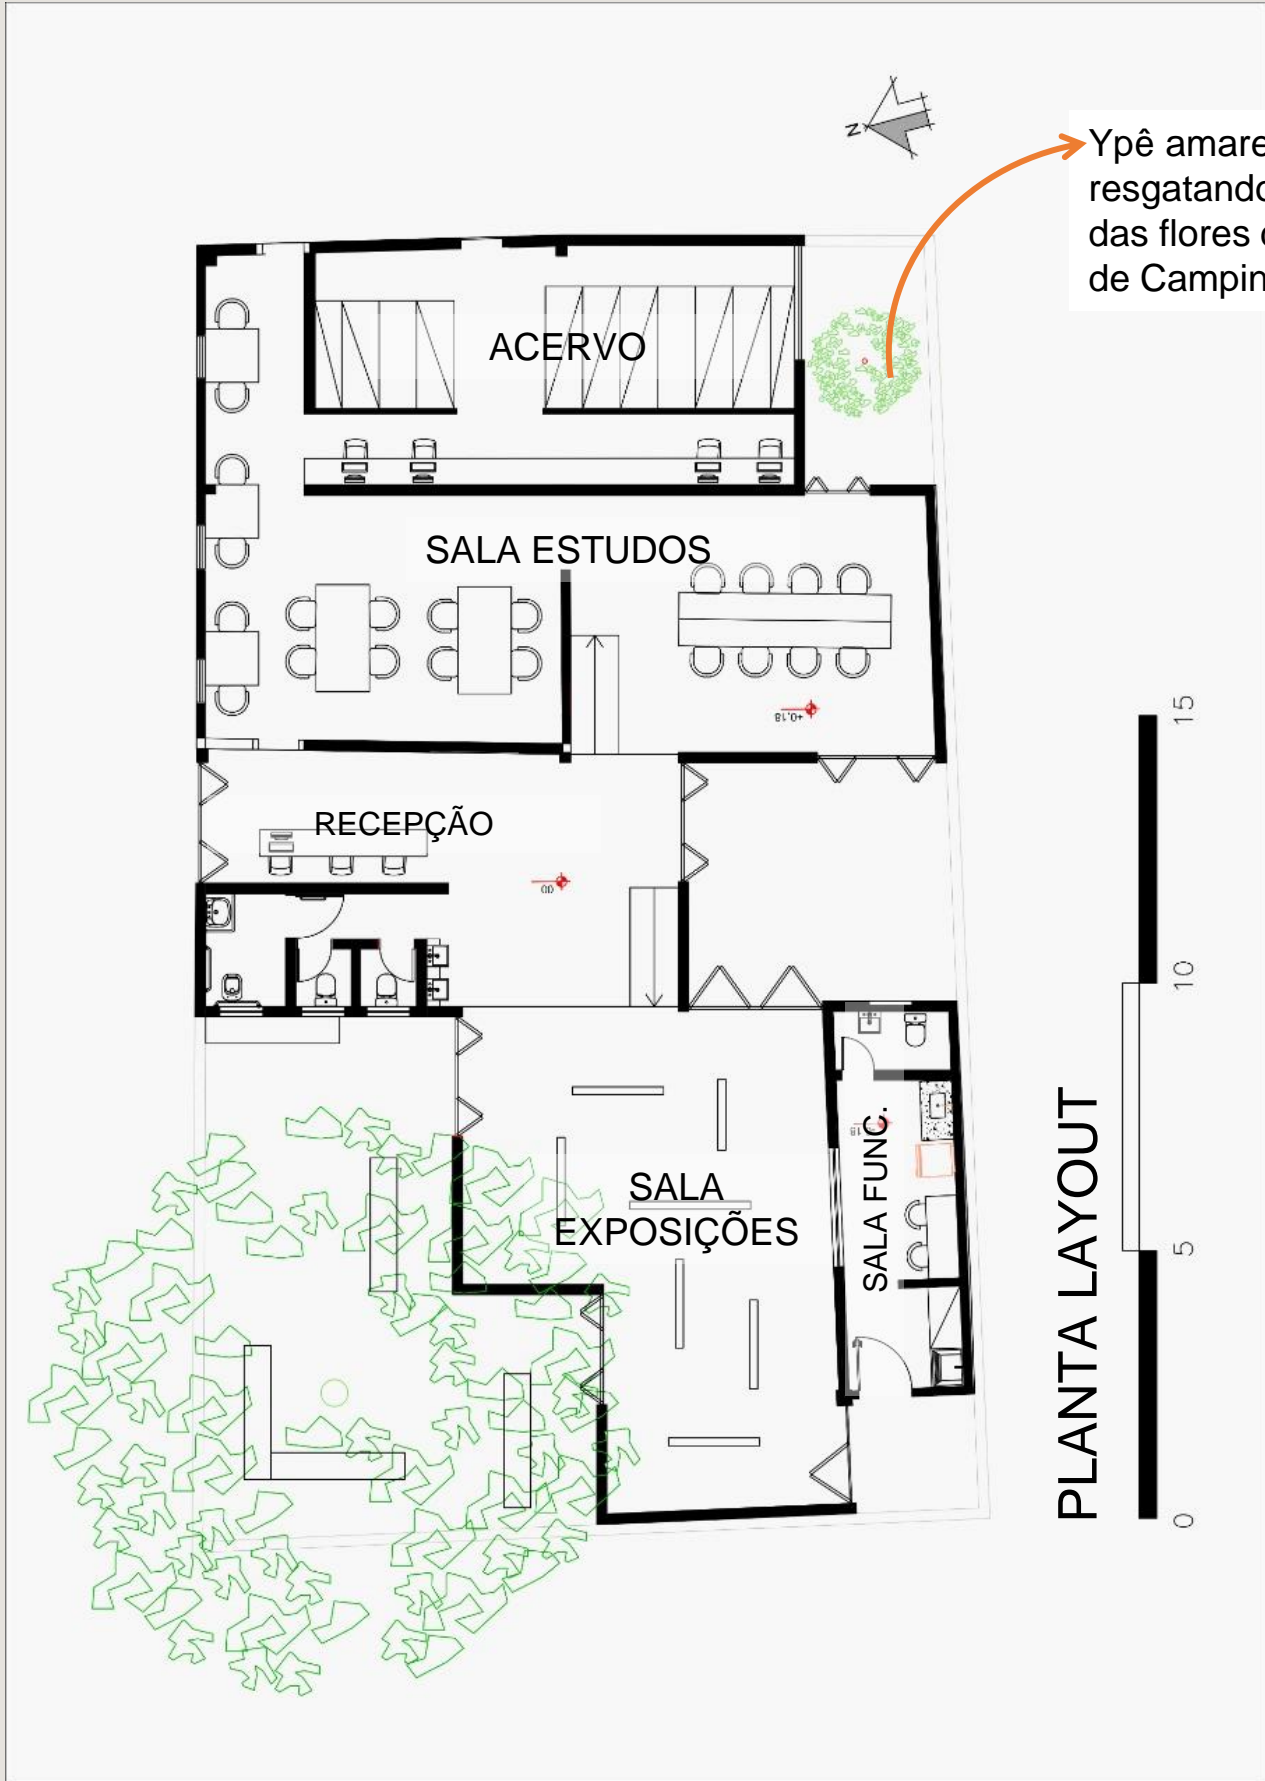 N
Ypê amare
resgatando
das flores
de Campin
ACERVO
SALA ESTUDOS
+0,18
RECEPÇÃO
00
SALA
EXPOSIÇÕES
SALA FUNC.
18
PLANTA LAYOUT
15
10
5
0